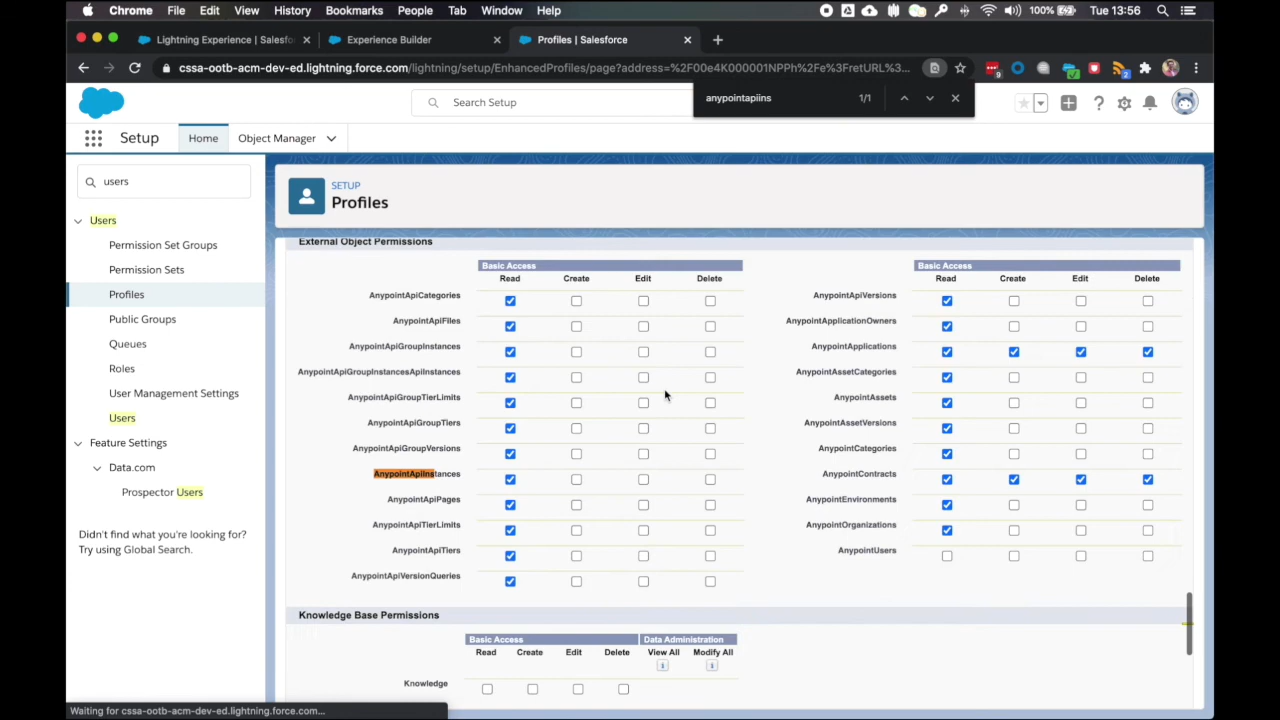 Chrome File Edit View History Bookmarks People Tab Window Help 100% Tue 13:56
Lightning Experience | Salesfo
Experience Builder
Profiles | Salesforce
cssa-ootb-acm-dev-ed.lightning.force.com/lightning/setup/EnhancedProfiles/page?address=%2F00e4K000001NPPh%2Fe%3FretURL%3...
9
2
anypointapiins 1/1
Search Setup
Setup Home Object Manager
users
Users
Permission Set Groups
Permission Sets
Profiles
Public Groups
Queues
Roles
User Management Settings
Users
Feature Settings
Data.com
Prospector Users
Didn't find what you're looking for?
Try using Global Search.
SETUP
Profiles
External Object Permissions
Basic Access
Read Create Edit Delete
AnypointApiCategories
AnypointApiFiles
AnypointApiGroupInstances
AnypointApiGroupInstancesApiInstances
AnypointApiGroupTierLimits
AnypointApiGroupTiers
AnypointApiGroupVersions
AnypointApiInstances
AnypointApiPages
AnypointApiTierLimits
AnypointApiTiers
AnypointApiVersionQueries
Basic Access
Read Create Edit Delete
AnypointApiVersions
AnypointApplicationOwners
AnypointApplications
AnypointAssetCategories
AnypointAssets
AnypointAssetVersions
AnypointCategories
AnypointContracts
AnypointEnvironments
AnypointOrganizations
AnypointUsers
Knowledge Base Permissions
Basic Access Data Administration
Read Create Edit Delete View All Modify All
i i
Knowledge
Waiting for cssa-ootb-acm-dev-ed.lightning.force.com...